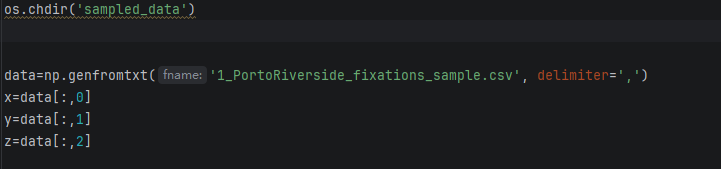 os.chdir('sampled_data')
data=np.genfromtxt( fname: '1_PortoRiverside_fixations_sample.csv', delimiter=',')
x=data[:,0]
y=data[:,1]
z=data[:,2]